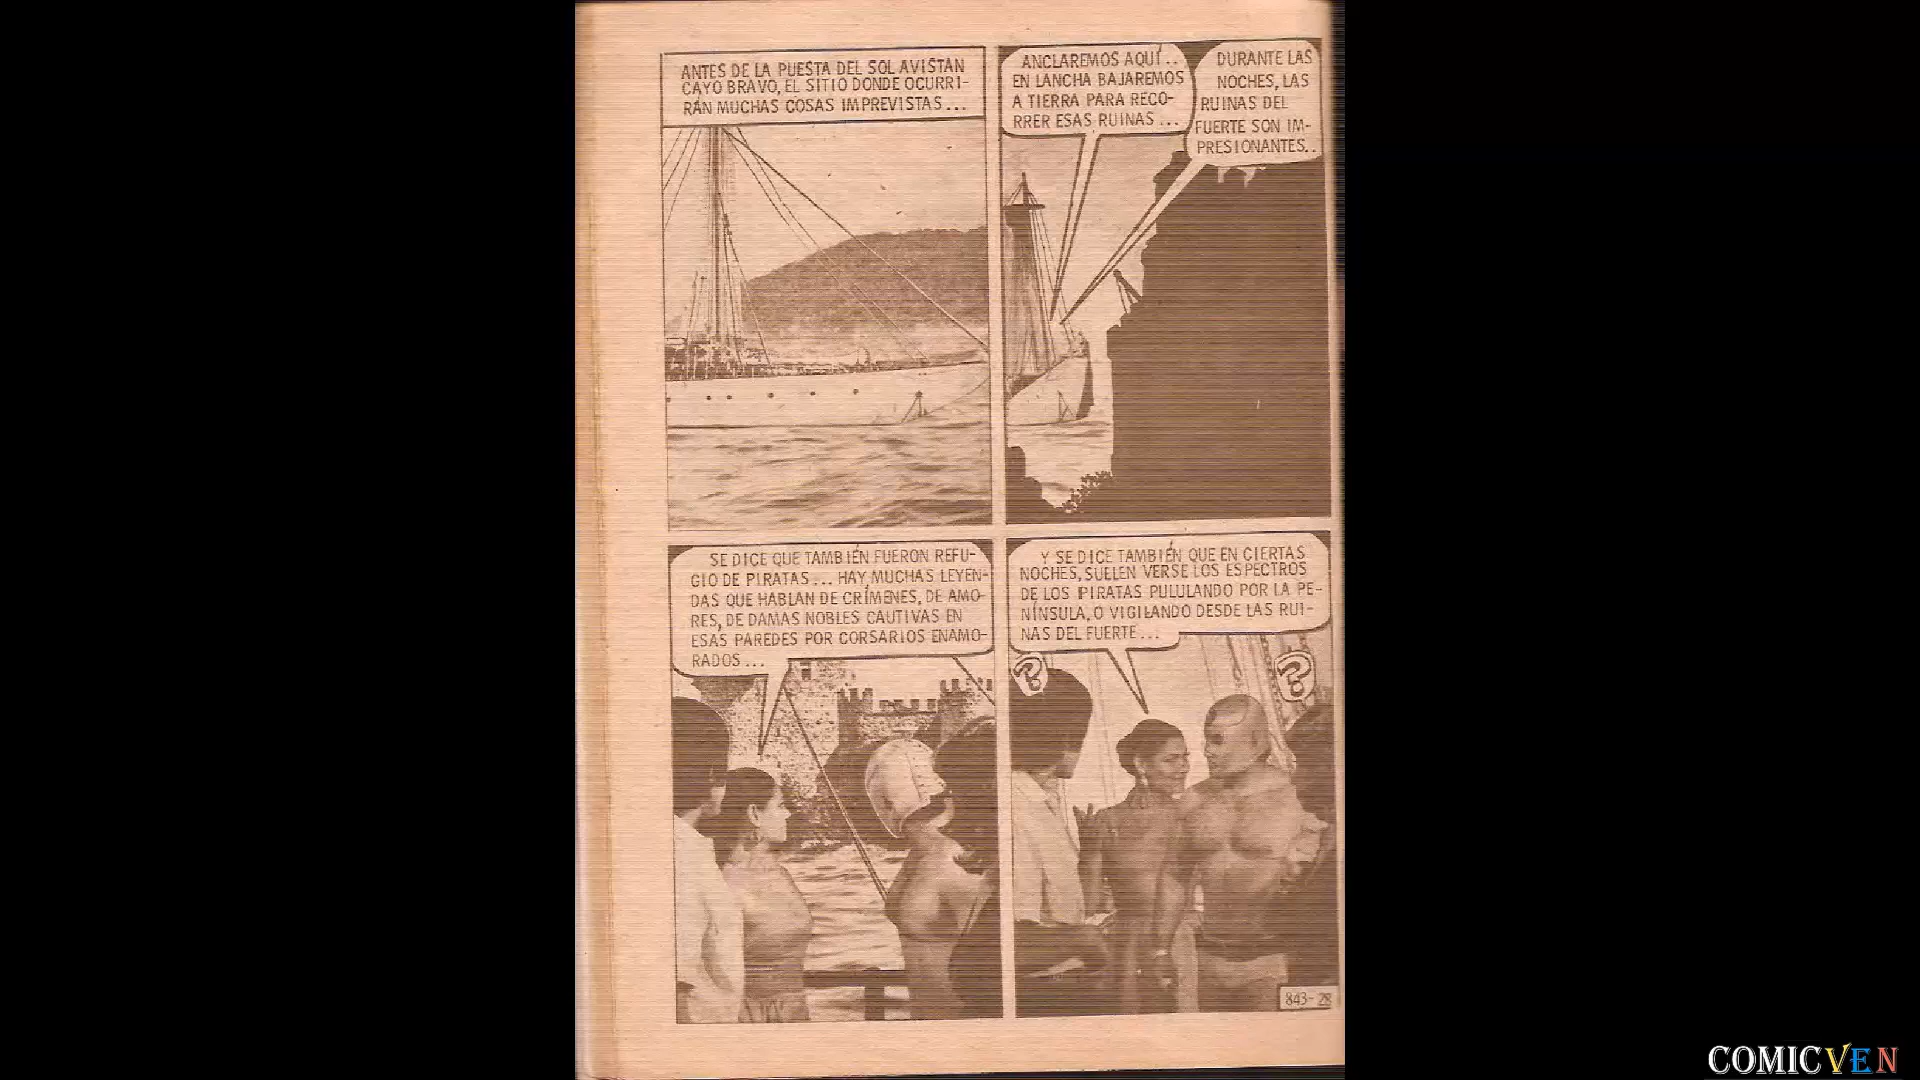 ANTES DE LA PUESTA DEL SOL AVISTAN
CAYO BRAVO, EL SITIO DONDE OCURRI-
RÁN MUCHAS COSAS IMPREVISTAS...
ANCLAREMOS AQUÍ..
EN LANCHA BAJAREMOS
A TIERRA PARA RECO-
RRER ESAS RUINAS...
DURANTE LAS
NOCHES, LAS
RUINAS DEL
FUERTE SON IM-
PRESIONANTES..
SE DICE QUE TAMBIÉN FUERON REFU-
GIO DE PIRATAS... HAY MUCHAS LEYEN-
DAS QUE HABLAN DE CRÍMENES, DE AMO-
RES, DE DAMAS NOBLES CAUTIVAS EN
ESAS PAREDES POR CORSARIOS ENAMO-
RADOS...
Y SE DICE TAMBIÉN QUE EN CIERTAS
NOCHES, SUELEN VERSE LOS ESPECTROS
DE LOS PIRATAS PULULANDO POR LA PE-
NÍNSULA, O VIGILANDO DESDE LAS RUI-
NAS DEL FUERTE...
?
?
843-28
COMICVEN